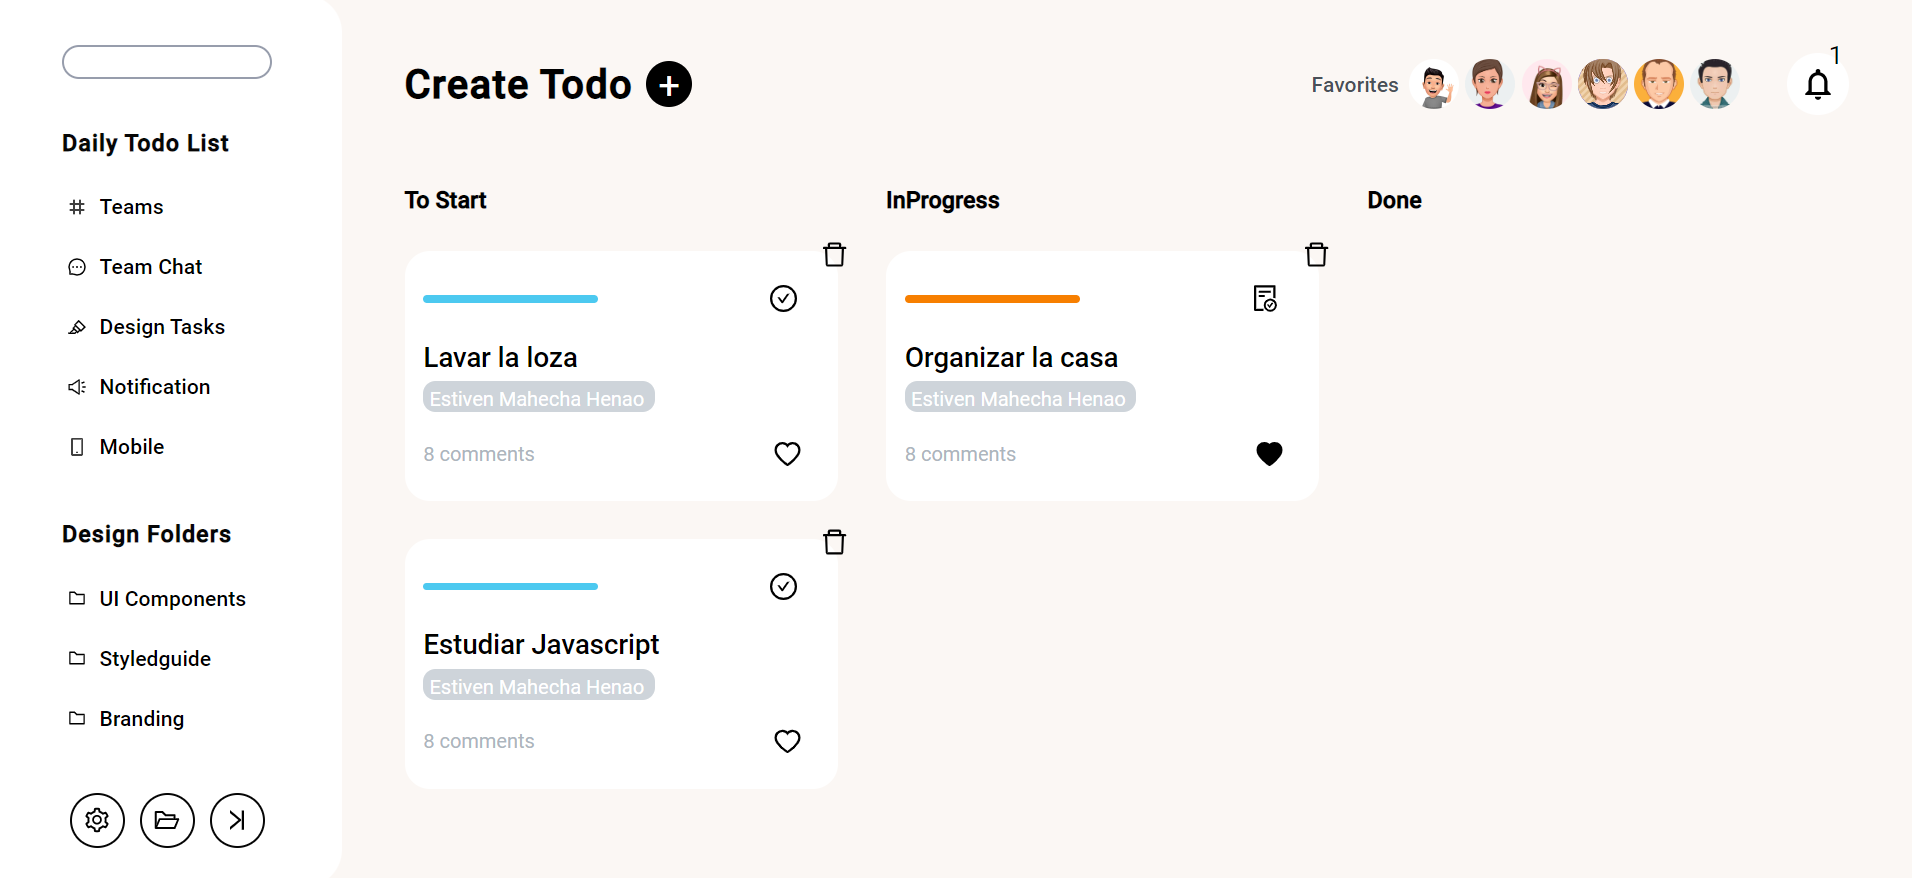 Daily Todo List
Teams
Team Chat
Design Tasks
Notification
Mobile
Design Folders
UI Components
Styledguide
Branding
Create Todo
Favorites
1
To Start
Lavar la loza
Estiven Mahecha Henao
8 comments
Estudiar Javascript
Estiven Mahecha Henao
8 comments
InProgress
Organizar la casa
Estiven Mahecha Henao
8 comments
Done